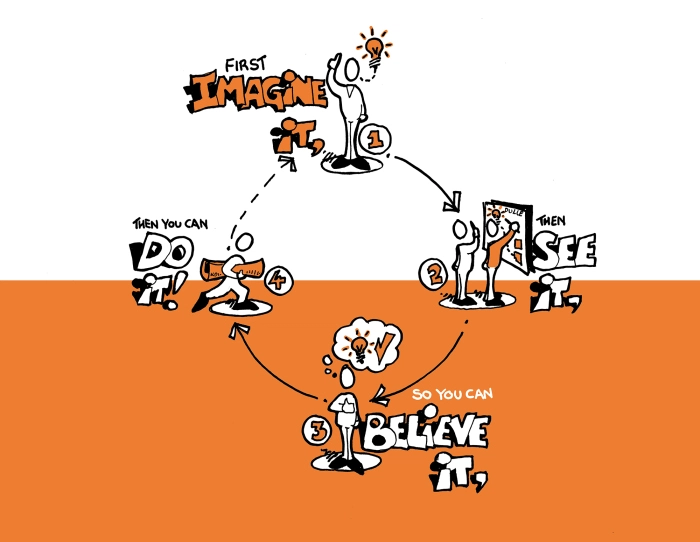 FIRST
IMAGINE
IT,
1
THEN
SEE
IT,
2
SO YOU CAN
BELIEVE
IT,
3
THEN YOU CAN
DO
IT!
4